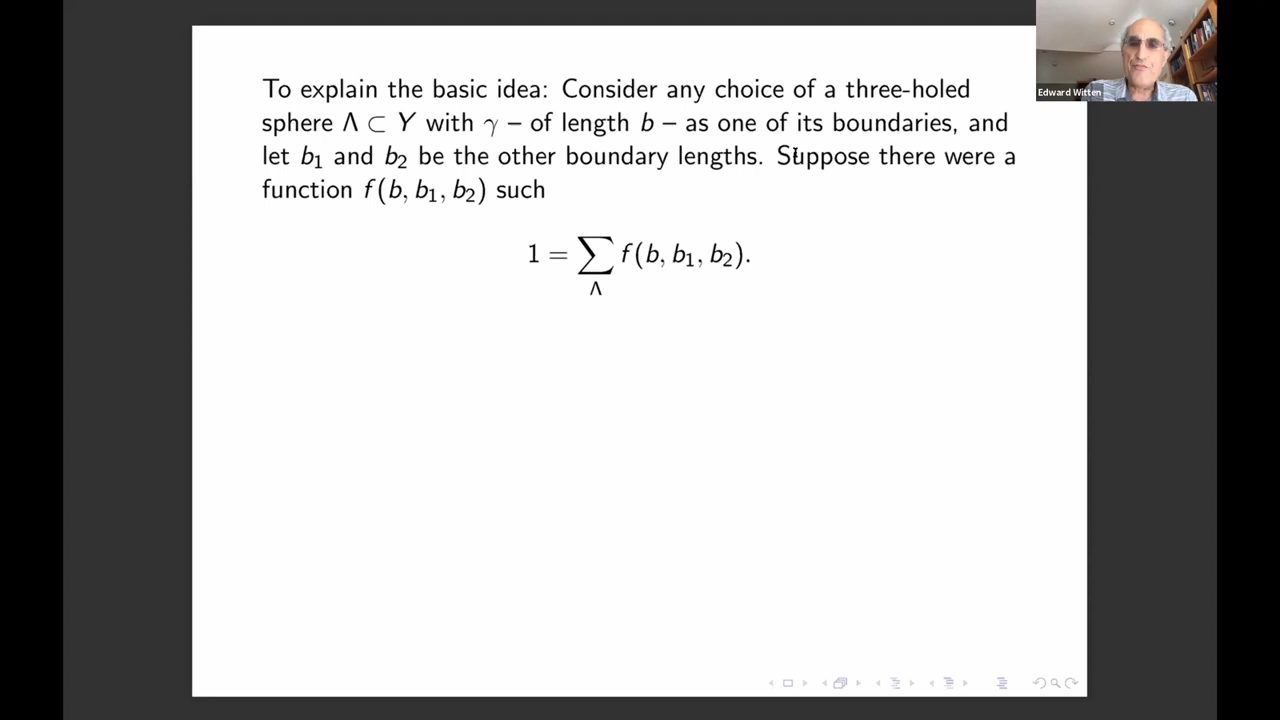 To explain the basic idea: Consider any choice of a three-holed
sphere Λ ⊂ Y with γ – of length b – as one of its boundaries, and
let b₁ and b₂ be the other boundary lengths. Suppose there were a
function f(b, b₁, b₂) such
1 = ∑ f(b, b₁, b₂).
Λ
Edward Witten